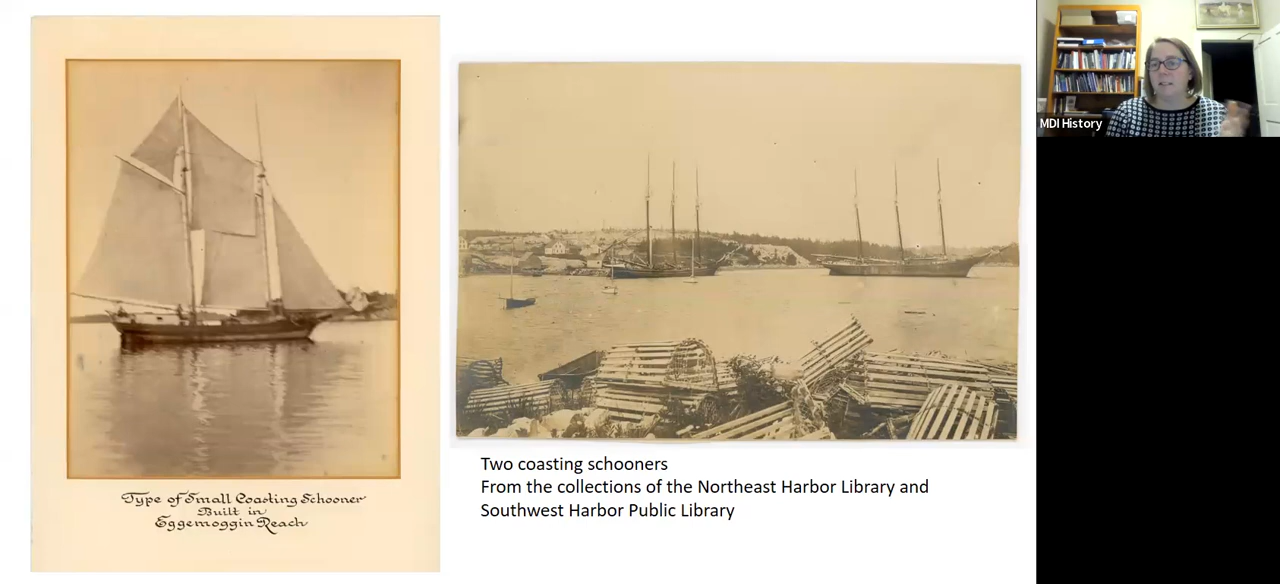 Type of Small Coasting Schooner
Built in
Eggemoggin Reach
Two coasting schooners
From the collections of the Northeast Harbor Library and
Southwest Harbor Public Library
MDI History